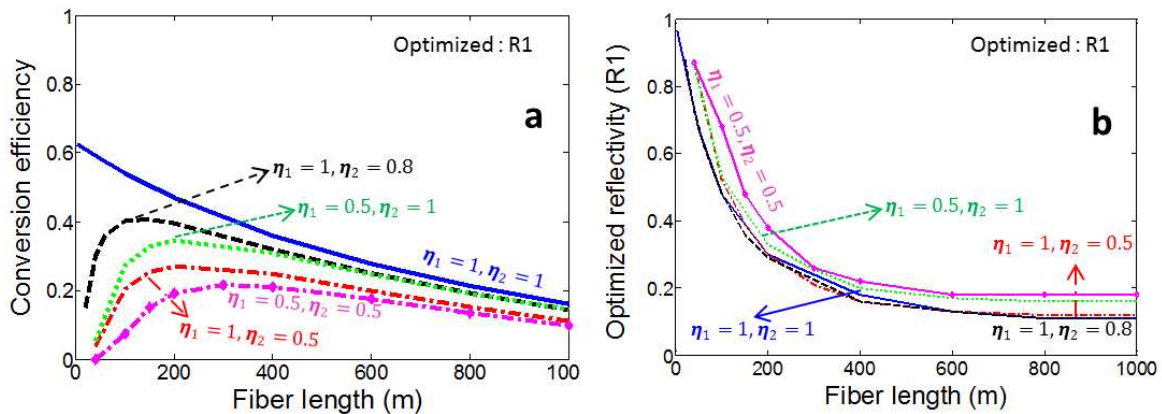 Conversion efficiency
1
0.8
0.6
0.4
0.2
0
0
200
400
600
800
1000
Fiber length (m)
Optimized : R1
a
η₁ = 1, η₂ = 0.8
η₁ = 0.5, η₂ = 1
η₁ = 1, η₂ = 1
η₁ = 0.5, η₂ = 0.5
η₁ = 1, η₂ = 0.5
Optimized reflectivity (R1)
1
0.8
0.6
0.4
0.2
0
0
200
400
600
800
1000
Fiber length (m)
Optimized : R1
b
η₁ = 0.5, η₂ = 0.5
η₁ = 0.5, η₂ = 1
η₁ = 1, η₂ = 0.5
η₁ = 1, η₂ = 1
η₁ = 1, η₂ = 0.8